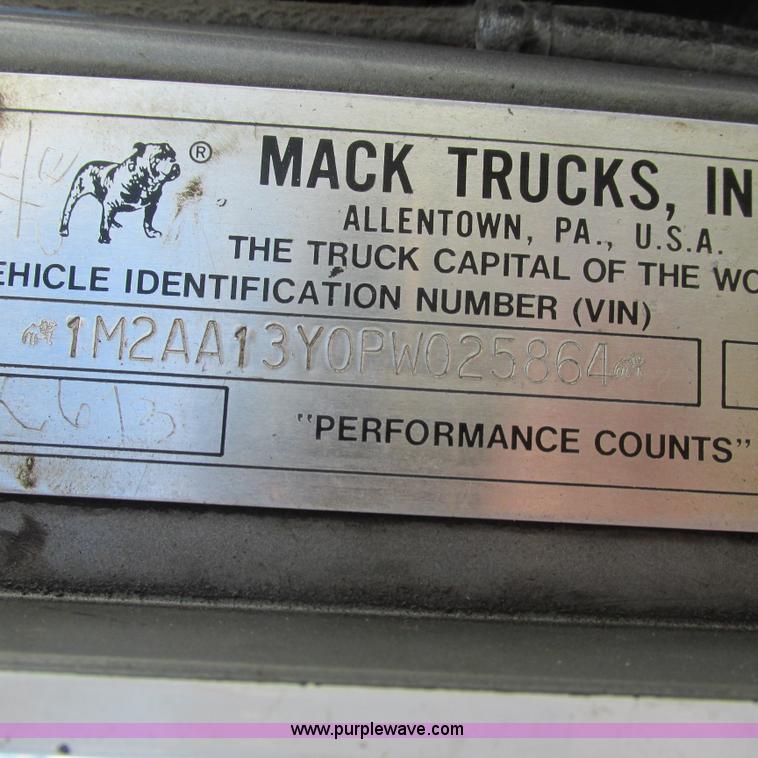 ® MACK TRUCKS, IN
ALLENTOWN, PA., U.S.A.
THE TRUCK CAPITAL OF THE WO
EHICLE IDENTIFICATION NUMBER (VIN)
1M2AA13Y0PW025864
613
"PERFORMANCE COUNTS"
www.purplewave.com